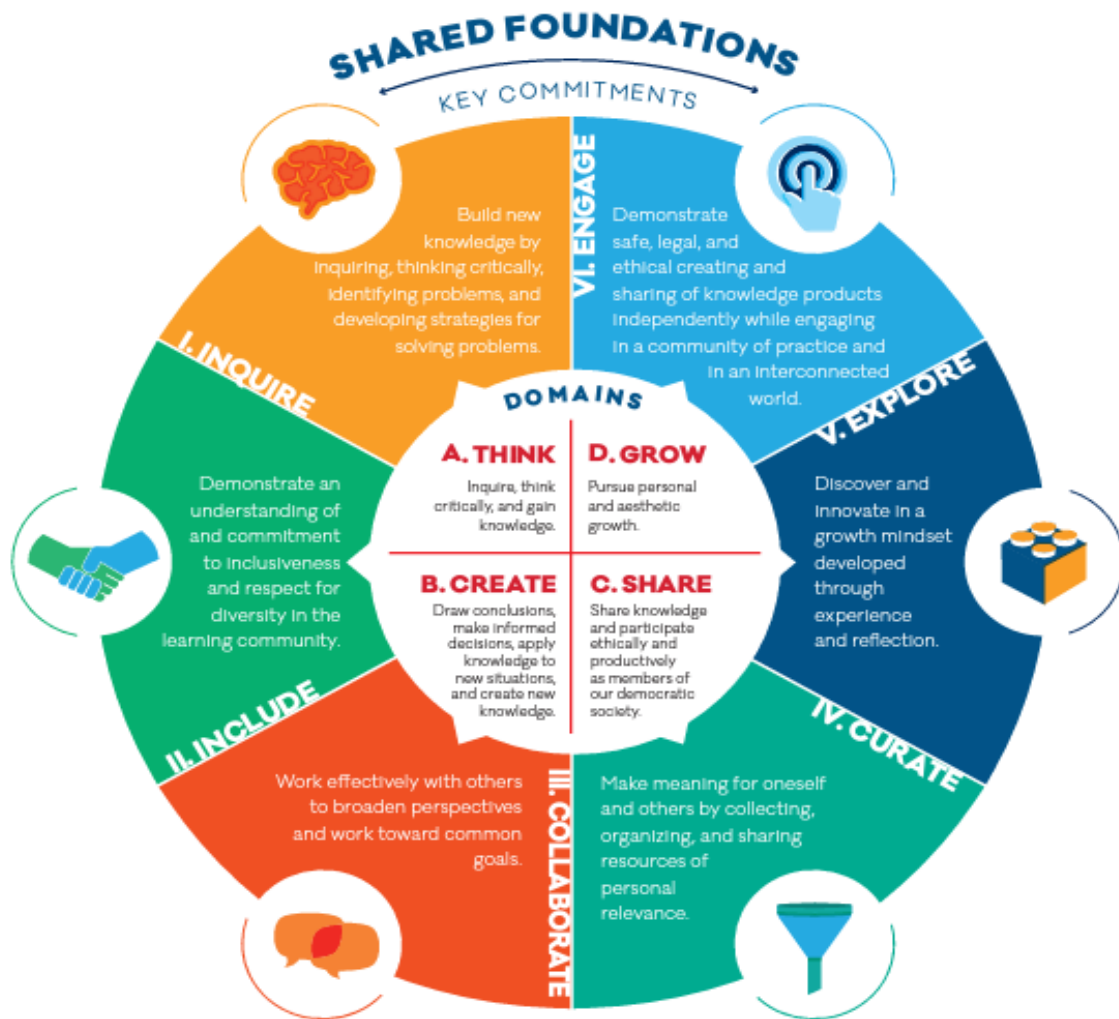 SHARED FOUNDATIONS
KEY COMMITMENTS
I. INQUIRE
Build new
knowledge by
inquiring, thinking critically,
identifying problems, and
developing strategies for
solving problems.
VI. ENGAGE
Demonstrate
safe, legal, and
ethical creating and
sharing of knowledge products
independently while engaging
in a community of practice and
in an interconnected
world.
V. EXPLORE
Discover and
innovate in a
growth mindset
developed
through
experience
and reflection.
IV. CURATE
Make meaning for oneself
and others by collecting,
organizing, and sharing
resources of
personal
relevance.
III. COLLABORATE
Work effectively with others
to broaden perspectives
and work toward common
goals.
II. INCLUDE
Demonstrate an
understanding of
and commitment
to inclusiveness
and respect for
diversity in the
learning community.
DOMAINS
A. THINK
Inquire, think
critically, and gain
knowledge.
D. GROW
Pursue personal
and aesthetic
growth.
B. CREATE
Draw conclusions,
make informed
decisions, apply
knowledge to
new situations,
and create new
knowledge.
C. SHARE
Share knowledge
and participate
ethically and
productively
as members of
our democratic
society.